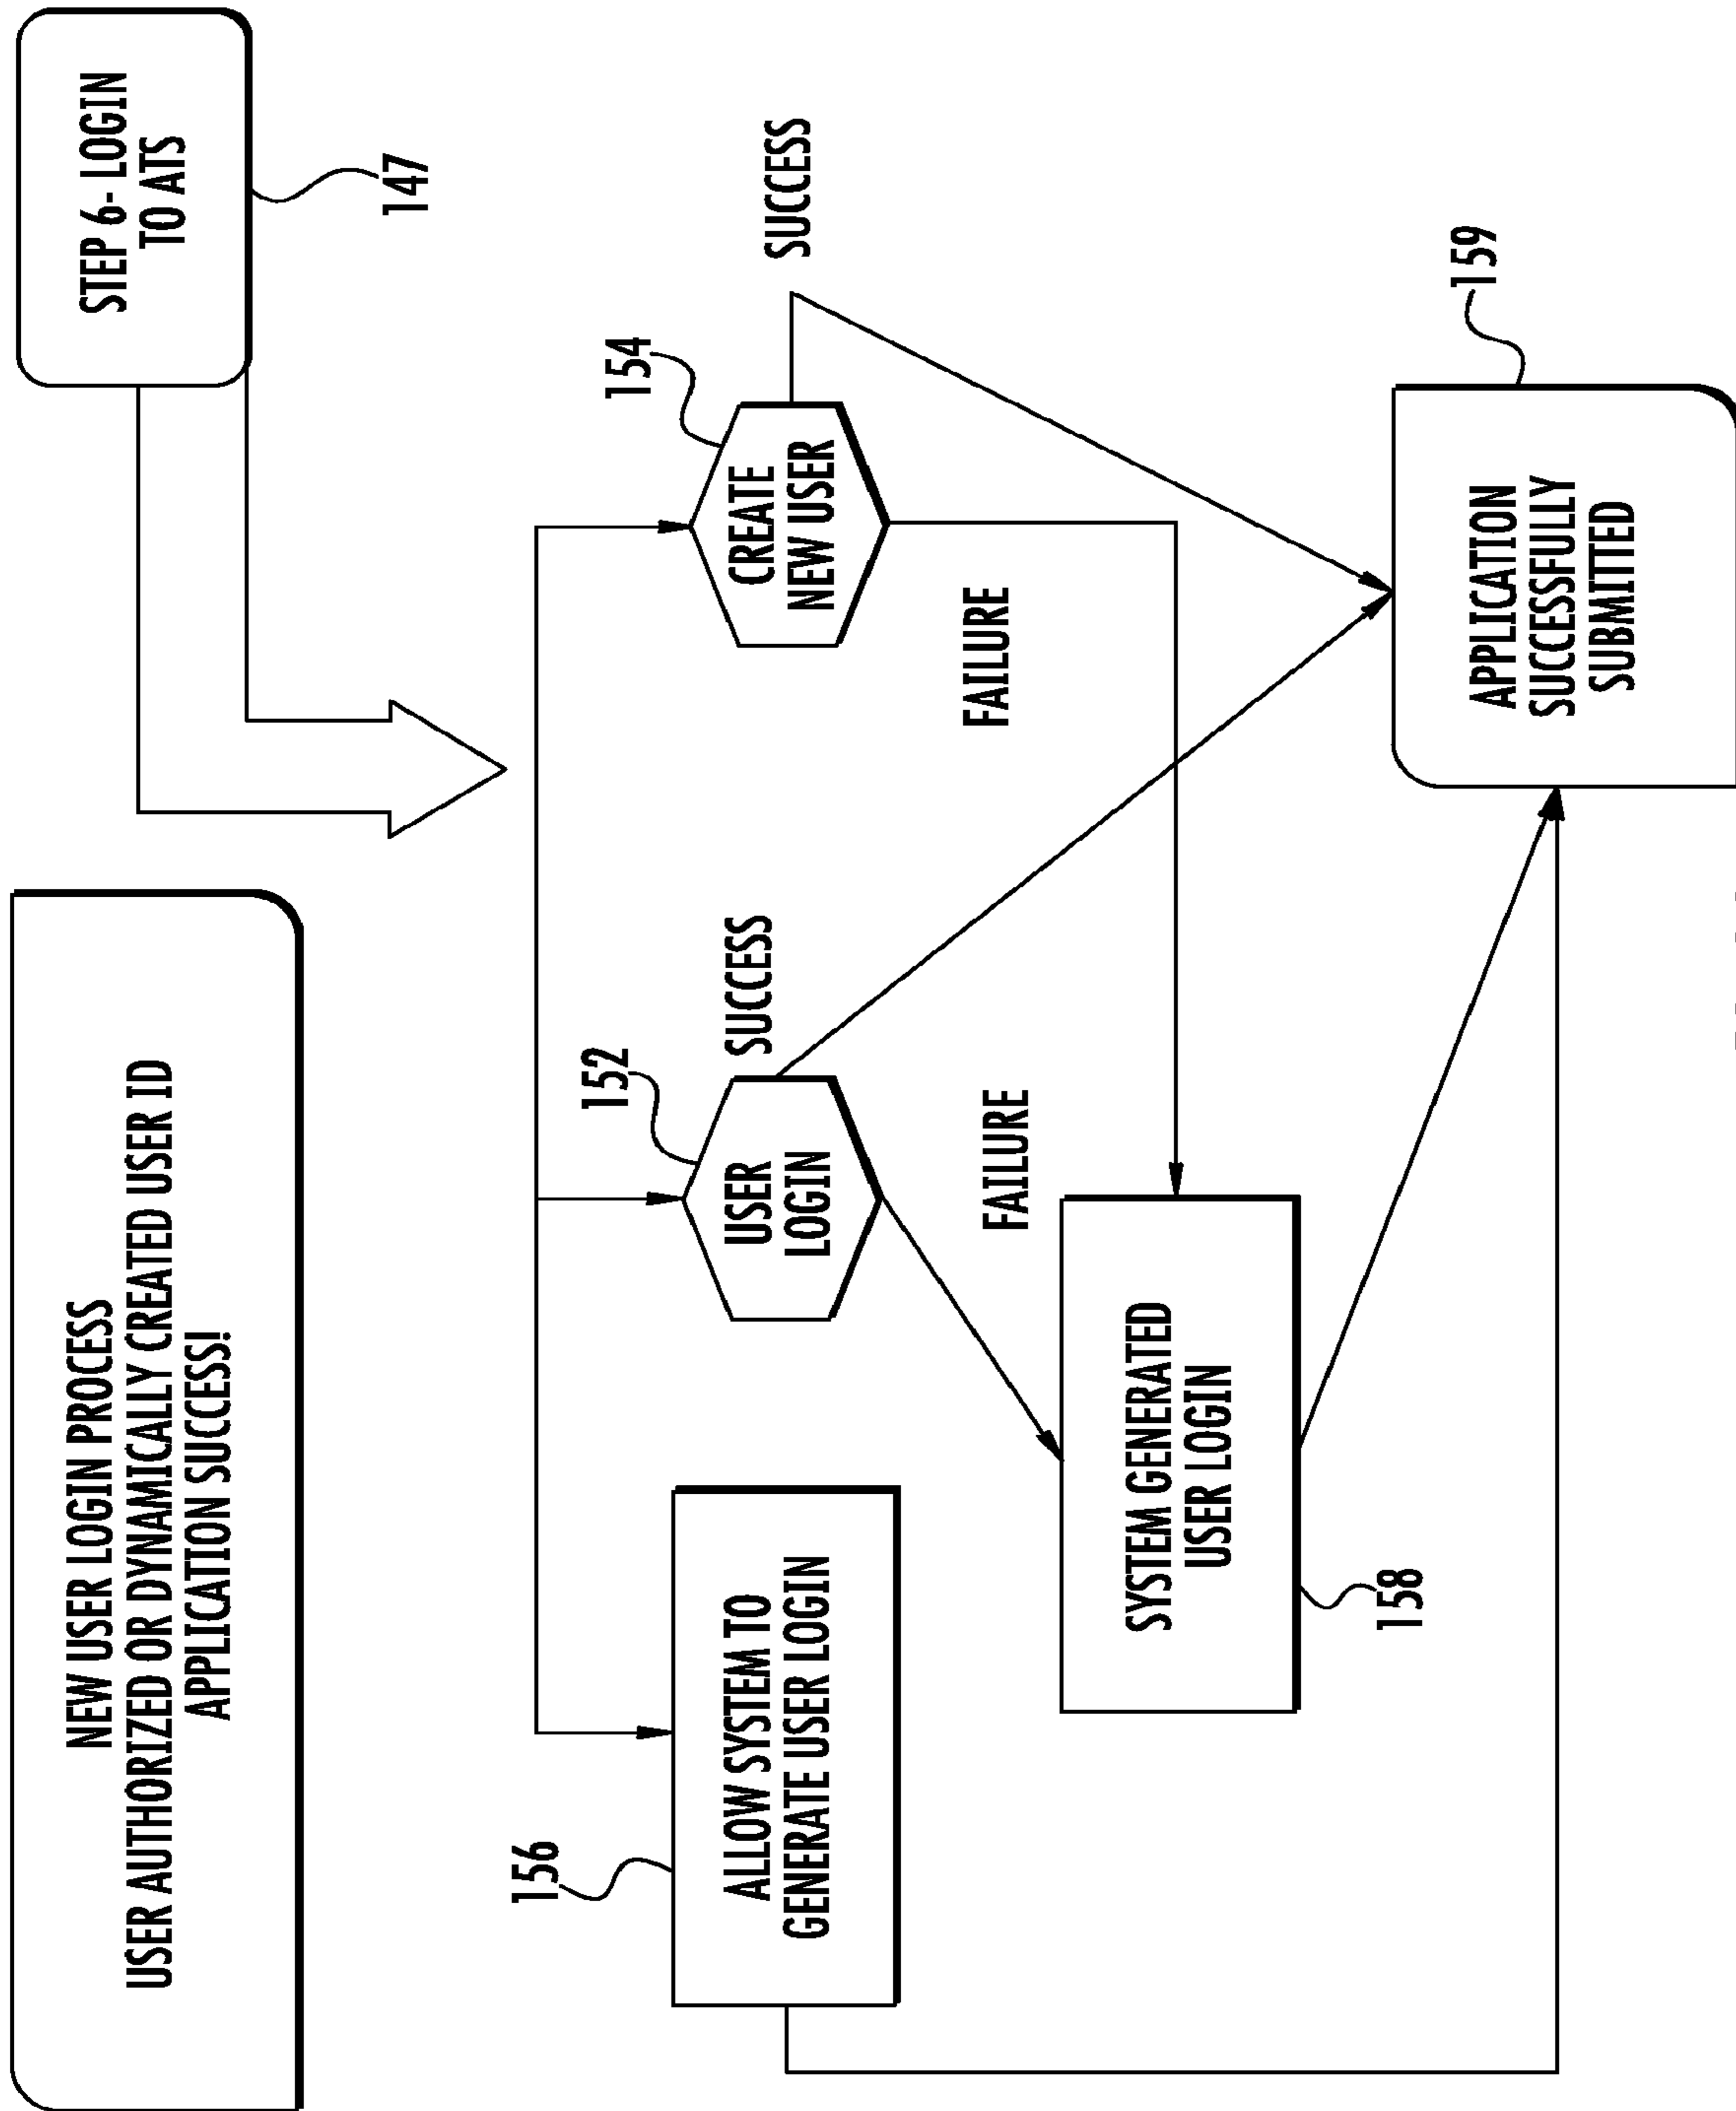 NEW USER LOGIN PROCESS
USER AUTHORIZED OR DYNAMICALLY CREATED USER ID
APPLICATION SUCCESS!
STEP 6- LOGIN
TO ATS
147
156
ALLOW SYSTEM TO
GENERATE USER LOGIN
152
USER
LOGIN
SUCCESS
154
CREATE
NEW USER
SUCCESS
FAILURE
FAILURE
SYSTEM GENERATED
USER LOGIN
158
159
APPLICATION
SUCCESSFULLY
SUBMITTED